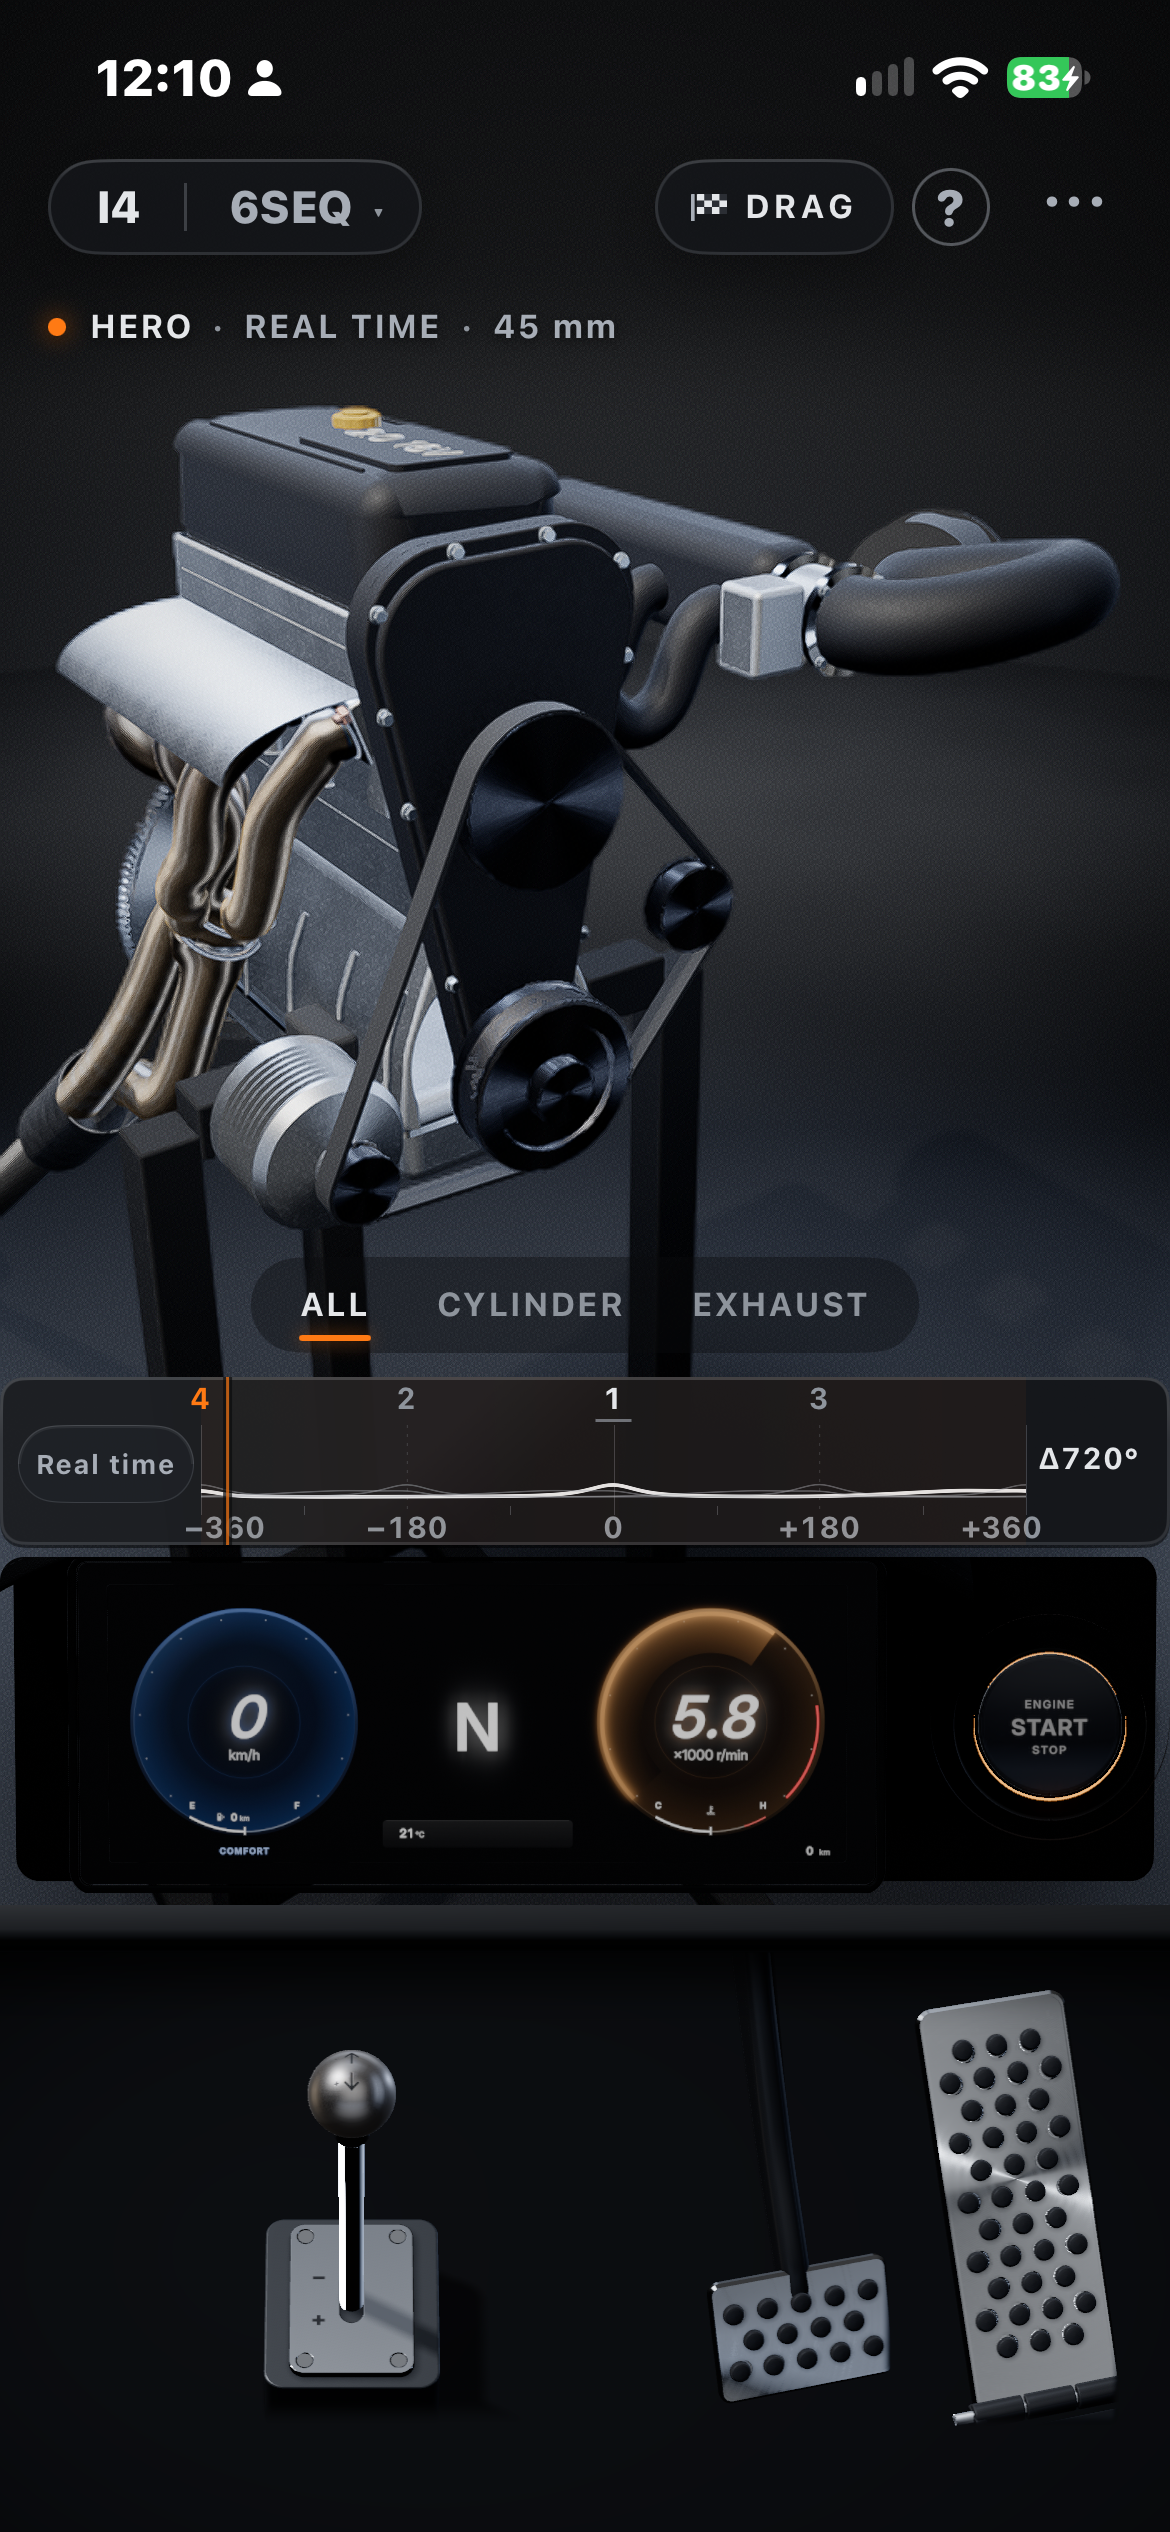 12:10
83
I4 6SEQ
DRAG ?
HERO · REAL TIME · 45 mm
ALL CYLINDER EXHAUST
4 2 1 3
Real time
Δ720°
−360 −180 0 +180 +360
0
km/h
E F
0 km
COMFORT
N
21°C
5.8
×1000 r/min
C H
0 km
ENGINE
START
STOP
−
+